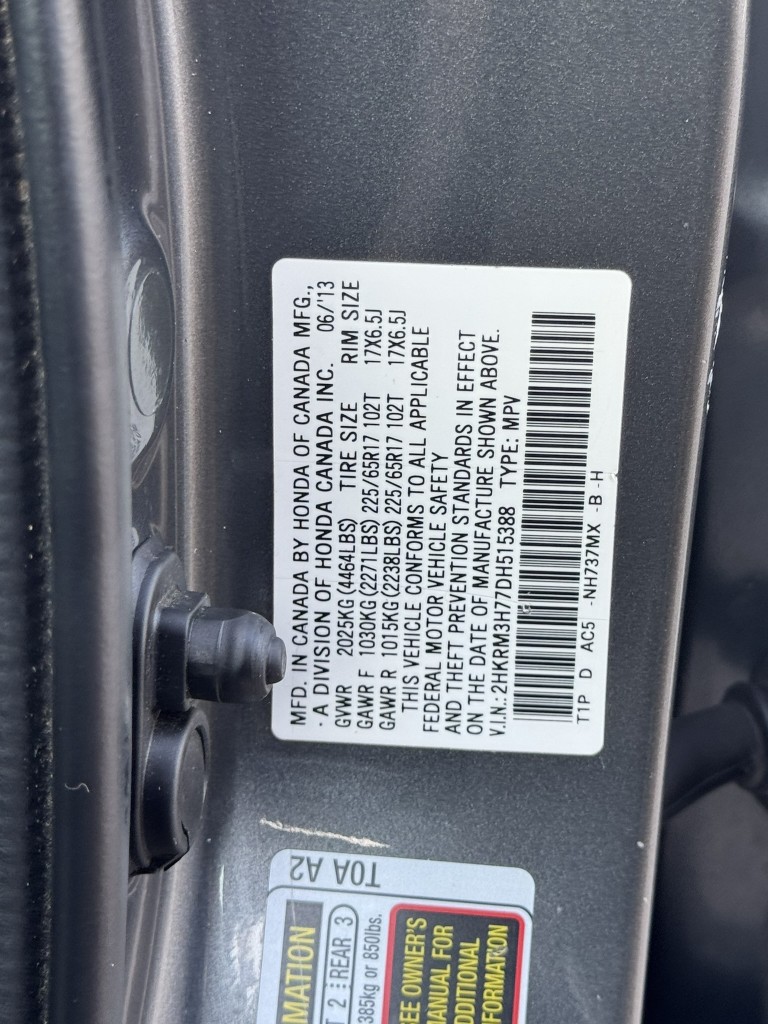 MFD. IN CANADA BY HONDA OF CANADA MFG.,
· A DIVISION OF HONDA CANADA INC. 06/'13
GVWR 2025KG(4464LBS) TIRE SIZE RIM SIZE
GAWR F 1030KG(2271LBS) 225/65R17 102T 17X6.5J
GAWR R 1015KG(2238LBS) 225/65R17 102T 17X6.5J
THIS VEHICLE CONFORMS TO ALL APPLICABLE
FEDERAL MOTOR VEHICLE SAFETY
AND THEFT PREVENTION STANDARDS IN EFFECT
ON THE DATE OF MANUFACTURE SHOWN ABOVE.
V.I.N.:2HKRM3H77DH515388 TYPE: MPV
T1P D AC5 -NH737MX -B -H
T0A A2
MATION
2 REAR 3
385kg or 850lbs.
SEE OWNER'S
MANUAL FOR
ADDITIONAL
INFORMATION